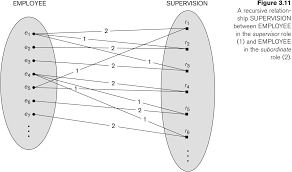 EMPLOYEE
SUPERVISION
Figure 3.11
A recursive relation-
ship SUPERVISION
between EMPLOYEE
in the supervisor role
(1) and EMPLOYEE
in the subordinate
role (2).
e1
e2
e3
e4
e5
e6
e7
r1
r2
r3
r4
r5
r6
2
1
2
1
2
1
2
1
2
1
2
1